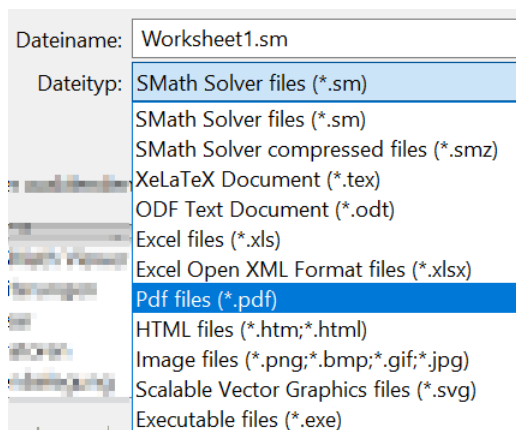 Dateiname: Worksheet1.sm
Dateityp: SMath Solver files (*.sm)
SMath Solver files (*.sm)
SMath Solver compressed files (*.smz)
XeLaTeX Document (*.tex)
ODF Text Document (*.odt)
Excel files (*.xls)
Excel Open XML Format files (*.xlsx)
Pdf files (*.pdf)
HTML files (*.htm;*.html)
Image files (*.png;*.bmp;*.gif;*.jpg)
Scalable Vector Graphics files (*.svg)
Executable files (*.exe)